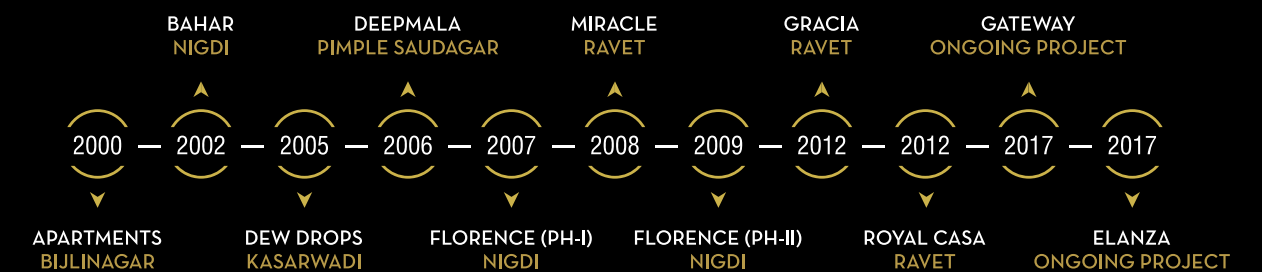 BAHAR
NIGDI
DEEPMALA
PIMPLE SAUDAGAR
MIRACLE
RAVET
GRACIA
RAVET
GATEWAY
ONGOING PROJECT
2000 — 2002 — 2005 — 2006 — 2007 — 2008 — 2009 — 2012 — 2012 — 2017 — 2017
APARTMENTS
BIJLINAGAR
DEW DROPS
KASARWADI
FLORENCE (PH-I)
NIGDI
FLORENCE (PH-II)
NIGDI
ROYAL CASA
RAVET
ELANZA
ONGOING PROJECT